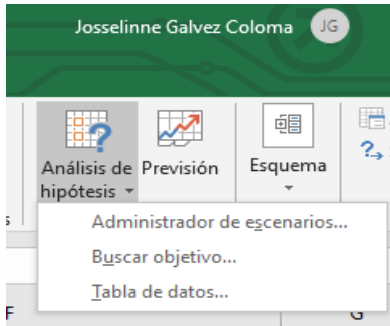 Josselinne Galvez Coloma JG
Análisis de hipótesis
Previsión
Esquema
Administrador de escenarios...
Buscar objetivo...
Tabla de datos...
F G